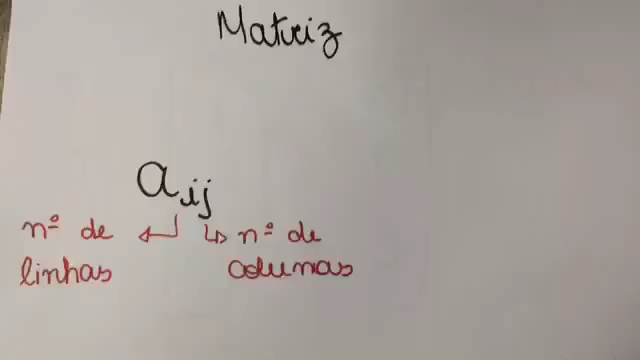 Matriz
aij
nº de ↲ ↳ nº de
linhas colunas